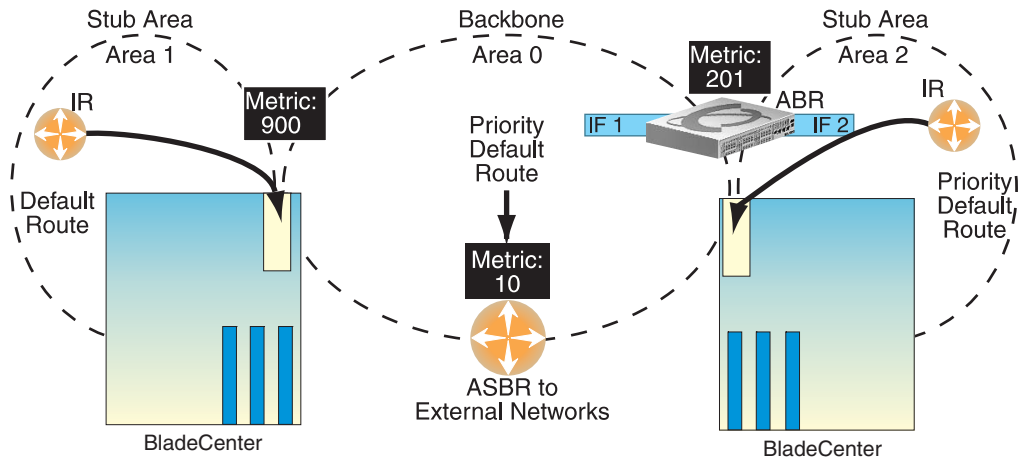 Stub Area
Area 1
Backbone
Area 0
Stub Area
Area 2
IR
Metric:
900
Metric:
201
ABR
IR
IF 1
IF 2
Priority
Default
Route
Default
Route
Priority
Default
Route
Metric:
10
ASBR to
External Networks
BladeCenter
BladeCenter